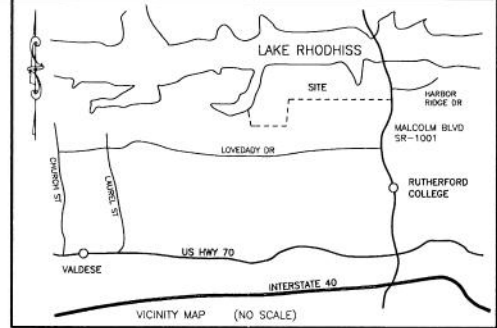 LAKE RHODHISS
SITE
HARBOR
RIDGE DR
MALCOLM BLVD
SR-1001
LOVEDADY DR
CHURCH ST
LAUREL ST
RUTHERFORD
COLLEGE
US HWY 70
VALDESE
INTERSTATE 40
VICINITY MAP (NO SCALE)